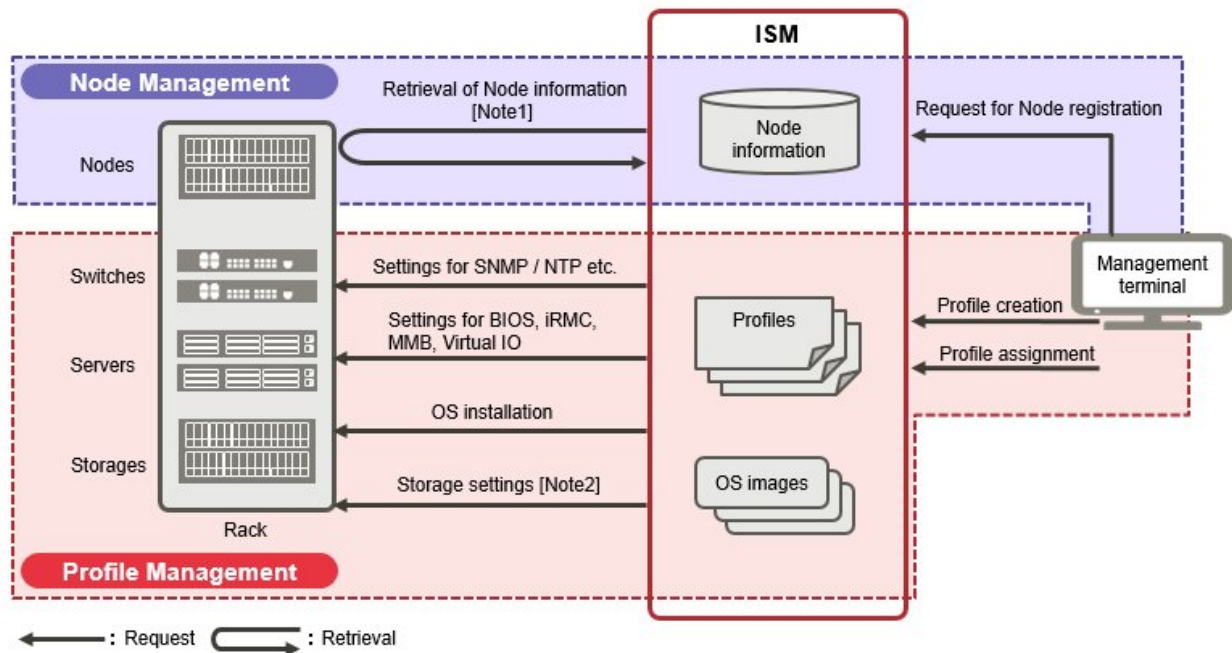 ISM
Node Management
Retrieval of Node information
[Note1]
Request for Node registration
Node
information
Nodes
Switches
Settings for SNMP / NTP etc.
Management
terminal
Profile creation
Settings for BIOS, iRMC,
MMB, Virtual IO
Profiles
Profile assignment
Servers
OS installation
Storages
Storage settings [Note2]
OS images
Rack
Profile Management
: Request
: Retrieval